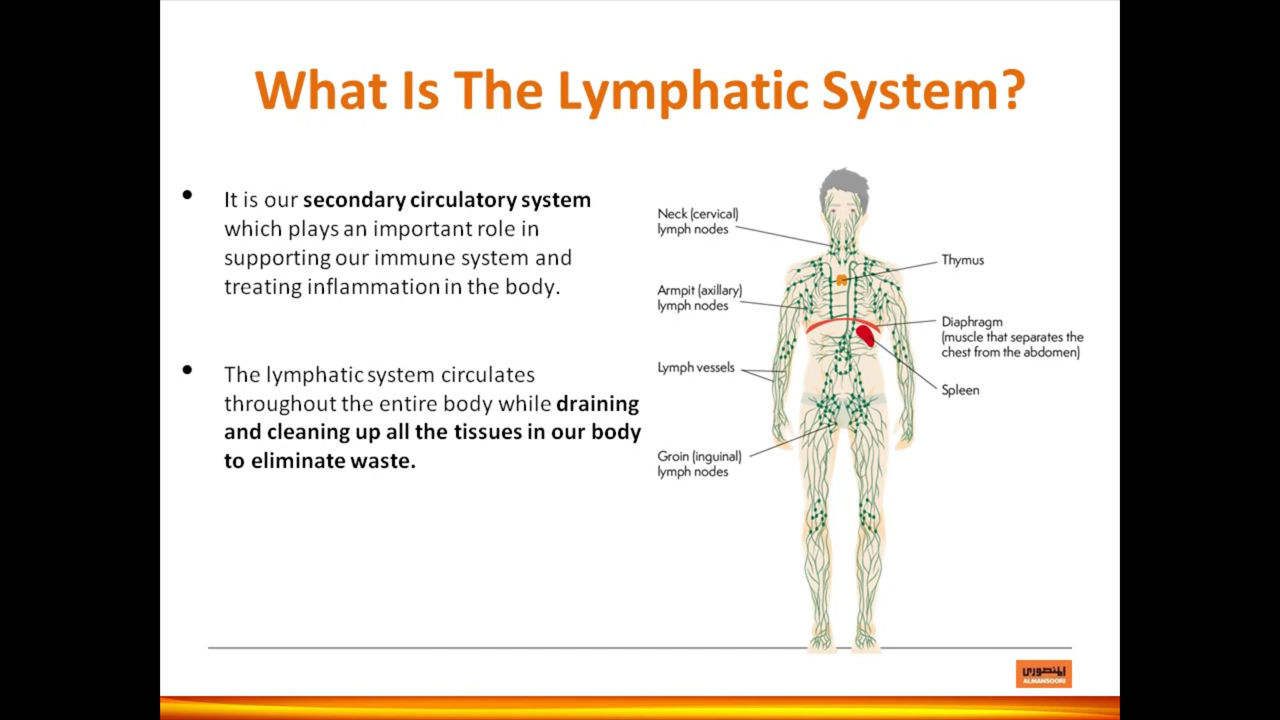 What Is The Lymphatic System?
• It is our secondary circulatory system
which plays an important role in
supporting our immune system and
treating inflammation in the body.
• The lymphatic system circulates
throughout the entire body while draining
and cleaning up all the tissues in our body
to eliminate waste.
Neck (cervical)
lymph nodes
Armpit (axillary)
lymph nodes
Lymph vessels
Groin (inguinal)
lymph nodes
Thymus
Diaphragm
(muscle that separates the
chest from the abdomen)
Spleen
المنصوري
ALMANSOORI